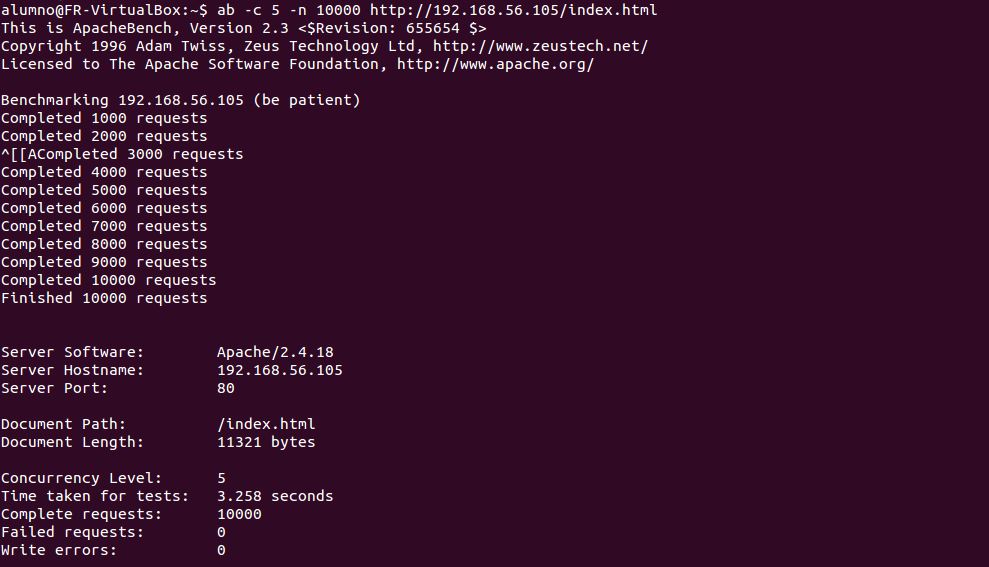 alumno@FR-VirtualBox:~$ ab -c 5 -n 10000 http://192.168.56.105/index.html
This is ApacheBench, Version 2.3 <$Revision: 655654 $>
Copyright 1996 Adam Twiss, Zeus Technology Ltd, http://www.zeustech.net/
Licensed to The Apache Software Foundation, http://www.apache.org/

Benchmarking 192.168.56.105 (be patient)
Completed 1000 requests
Completed 2000 requests
^[[ACompleted 3000 requests
Completed 4000 requests
Completed 5000 requests
Completed 6000 requests
Completed 7000 requests
Completed 8000 requests
Completed 9000 requests
Completed 10000 requests
Finished 10000 requests

Server Software:        Apache/2.4.18
Server Hostname:        192.168.56.105
Server Port:            80

Document Path:          /index.html
Document Length:        11321 bytes

Concurrency Level:      5
Time taken for tests:   3.258 seconds
Complete requests:      10000
Failed requests:        0
Write errors:           0